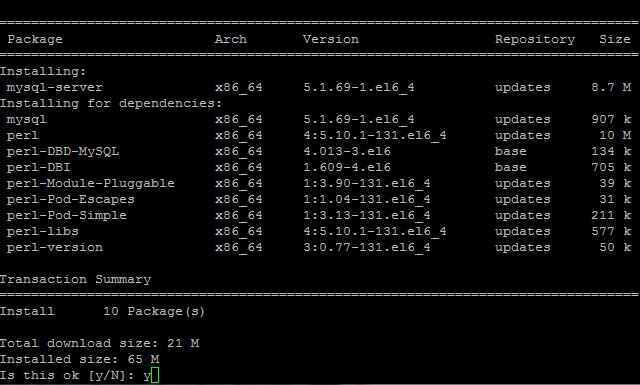 ================================================================================
Package Arch Version Repository Size
================================================================================
Installing:
mysql-server x86_64 5.1.69-1.el6_4 updates 8.7 M
Installing for dependencies:
mysql x86_64 5.1.69-1.el6_4 updates 907 k
perl x86_64 4:5.10.1-131.el6_4 updates 10 M
perl-DBD-MySQL x86_64 4.013-3.el6 base 134 k
perl-DBI x86_64 1.609-4.el6 base 705 k
perl-Module-Pluggable x86_64 1:3.90-131.el6_4 updates 39 k
perl-Pod-Escapes x86_64 1:1.04-131.el6_4 updates 31 k
perl-Pod-Simple x86_64 1:3.13-131.el6_4 updates 211 k
perl-libs x86_64 4:5.10.1-131.el6_4 updates 577 k
perl-version x86_64 3:0.77-131.el6_4 updates 50 k
Transaction Summary
================================================================================
Install 10 Package(s)
Total download size: 21 M
Installed size: 65 M
Is this ok [y/N]: y